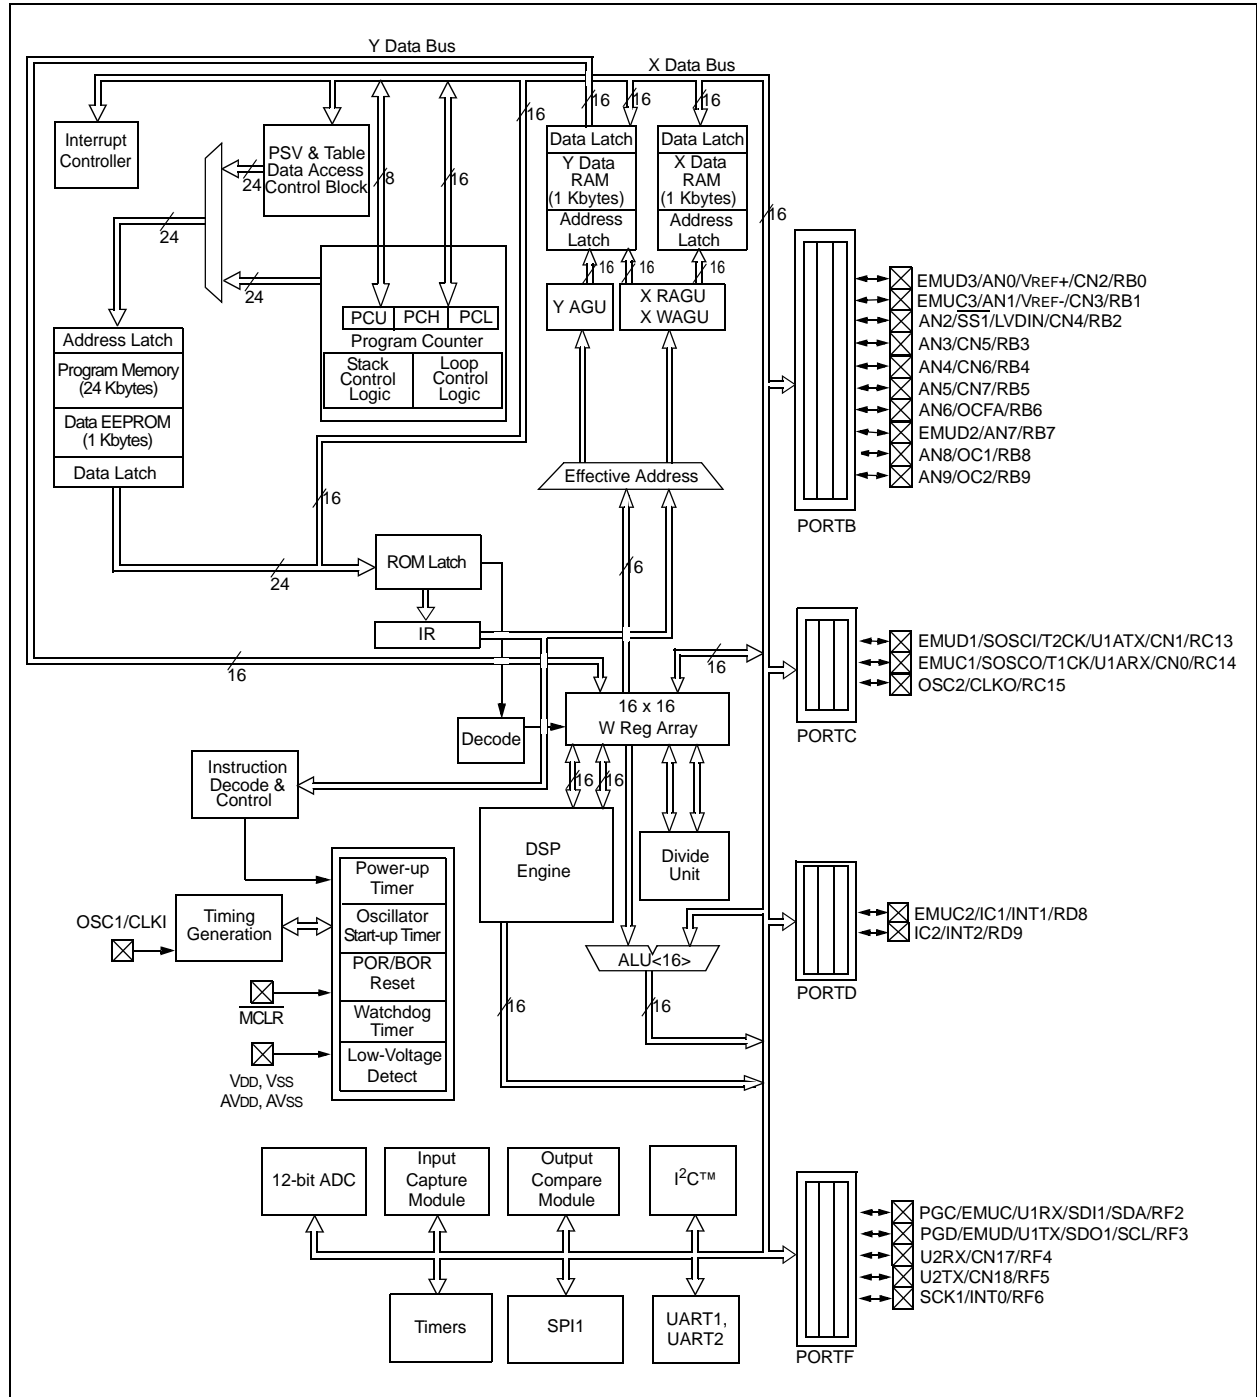 Y Data Bus
X Data Bus
16
16
16
16
16
Interrupt
Controller
PSV & Table
Data Access
Control Block
24
8
16
24
24
Data Latch
Y Data
RAM
(1 Kbytes)
Address
Latch
Data Latch
X Data
RAM
(1 Kbytes)
Address
Latch
16
16
16
Y AGU
X RAGU
X WAGU
PCU PCH PCL
Program Counter
Stack
Control
Logic
Loop
Control
Logic
Address Latch
Program Memory
(24 Kbytes)
Data EEPROM
(1 Kbytes)
Data Latch
16
24
Effective Address
ROM Latch
16
IR
16
16
16 x 16
W Reg Array
Decode
Instruction
Decode &
Control
16
16
DSP
Engine
Divide
Unit
Power-up
Timer
Oscillator
Start-up Timer
POR/BOR
Reset
Watchdog
Timer
Low-Voltage
Detect
OSC1/CLKI
Timing
Generation
MCLR
VDD, VSS
AVDD, AVSS
ALU<16>
16
16
12-bit ADC
Input
Capture
Module
Output
Compare
Module
I2C™
Timers
SPI1
UART1,
UART2
EMUD3/AN0/VREF+/CN2/RB0
EMUC3/AN1/VREF-/CN3/RB1
AN2/SS1/LVDIN/CN4/RB2
AN3/CN5/RB3
AN4/CN6/RB4
AN5/CN7/RB5
AN6/OCFA/RB6
EMUD2/AN7/RB7
AN8/OC1/RB8
AN9/OC2/RB9
PORTB
EMUD1/SOSCI/T2CK/U1ATX/CN1/RC13
EMUC1/SOSCO/T1CK/U1ARX/CN0/RC14
OSC2/CLKO/RC15
PORTC
EMUC2/IC1/INT1/RD8
IC2/INT2/RD9
PORTD
PGC/EMUC/U1RX/SDI1/SDA/RF2
PGD/EMUD/U1TX/SDO1/SCL/RF3
U2RX/CN17/RF4
U2TX/CN18/RF5
SCK1/INT0/RF6
PORTF